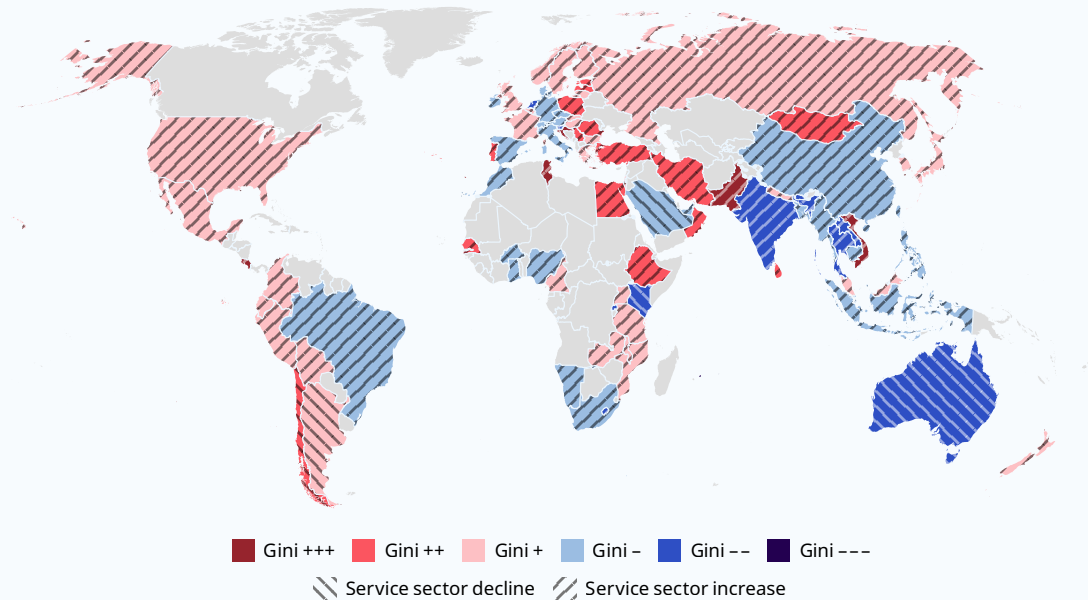 Gini +++ Gini ++ Gini + Gini – Gini – – Gini – – –
Service sector decline Service sector increase